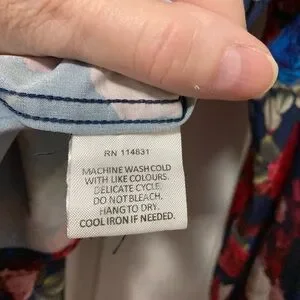 RN 114831
MACHINE WASH COLD
WITH LIKE COLOURS.
DELICATE CYCLE.
DO NOT BLEACH.
HANG TO DRY.
COOL IRON IF NEEDED.